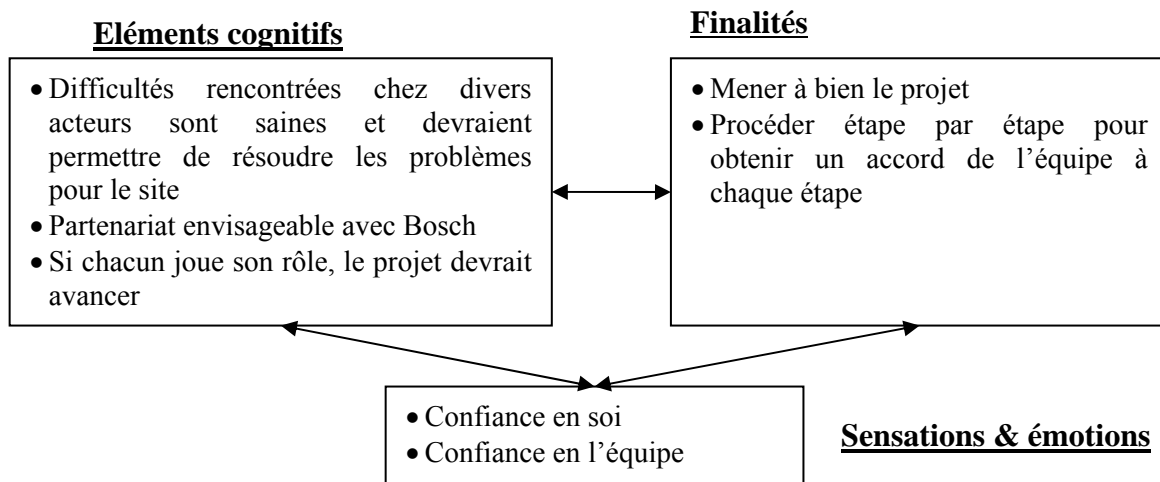 Eléments cognitifs
• Difficultés rencontrées chez divers
acteurs sont saines et devraient
permettre de résoudre les problèmes
pour le site
• Partenariat envisageable avec Bosch
• Si chacun joue son rôle, le projet devrait
avancer
Finalités
• Mener à bien le projet
• Procéder étape par étape pour
obtenir un accord de l’équipe à
chaque étape
• Confiance en soi
• Confiance en l’équipe
Sensations & émotions